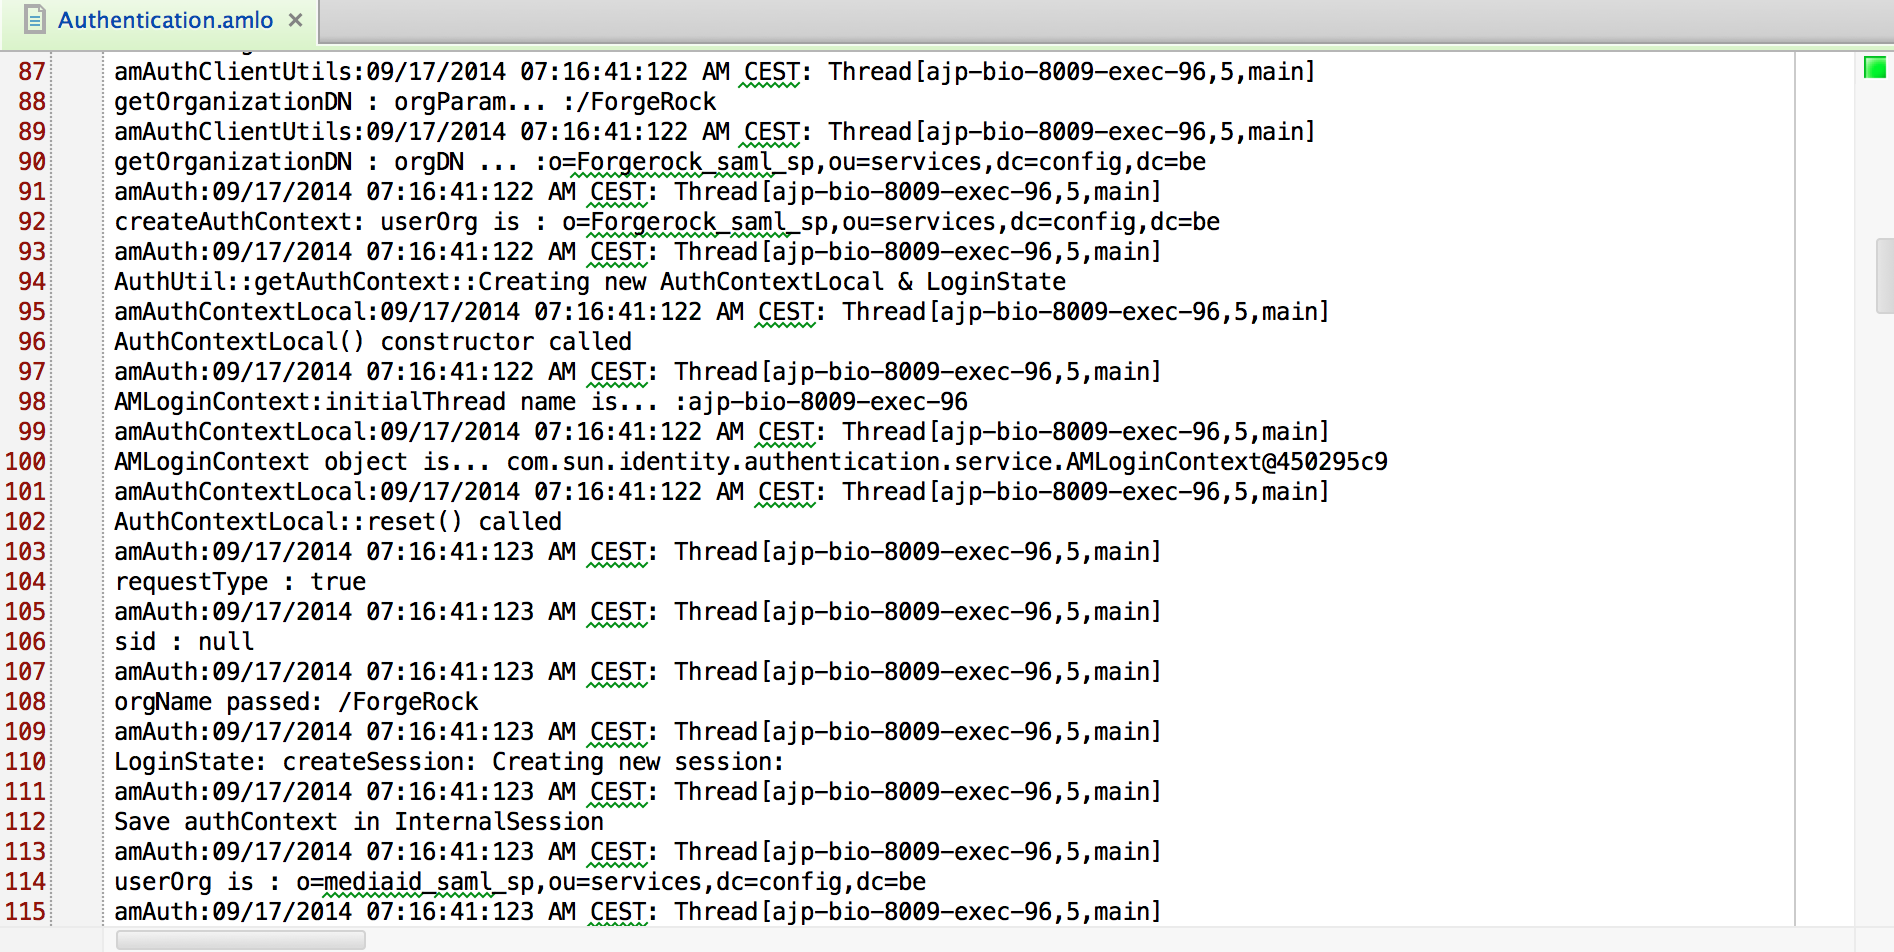 Authentication.amlo ×
87 amAuthClientUtils:09/17/2014 07:16:41:122 AM CEST: Thread[ajp-bio-8009-exec-96,5,main]
88 getOrganizationDN : orgParam... :/ForgeRock
89 amAuthClientUtils:09/17/2014 07:16:41:122 AM CEST: Thread[ajp-bio-8009-exec-96,5,main]
90 getOrganizationDN : orgDN ... :o=Forgerock_saml_sp,ou=services,dc=config,dc=be
91 amAuth:09/17/2014 07:16:41:122 AM CEST: Thread[ajp-bio-8009-exec-96,5,main]
92 createAuthContext: userOrg is : o=Forgerock_saml_sp,ou=services,dc=config,dc=be
93 amAuth:09/17/2014 07:16:41:122 AM CEST: Thread[ajp-bio-8009-exec-96,5,main]
94 AuthUtil::getAuthContext::Creating new AuthContextLocal & LoginState
95 amAuthContextLocal:09/17/2014 07:16:41:122 AM CEST: Thread[ajp-bio-8009-exec-96,5,main]
96 AuthContextLocal() constructor called
97 amAuth:09/17/2014 07:16:41:122 AM CEST: Thread[ajp-bio-8009-exec-96,5,main]
98 AMLoginContext:initialThread name is... :ajp-bio-8009-exec-96
99 amAuthContextLocal:09/17/2014 07:16:41:122 AM CEST: Thread[ajp-bio-8009-exec-96,5,main]
100 AMLoginContext object is... com.sun.identity.authentication.service.AMLoginContext@450295c9
101 amAuthContextLocal:09/17/2014 07:16:41:122 AM CEST: Thread[ajp-bio-8009-exec-96,5,main]
102 AuthContextLocal::reset() called
103 amAuth:09/17/2014 07:16:41:123 AM CEST: Thread[ajp-bio-8009-exec-96,5,main]
104 requestType : true
105 amAuth:09/17/2014 07:16:41:123 AM CEST: Thread[ajp-bio-8009-exec-96,5,main]
106 sid : null
107 amAuth:09/17/2014 07:16:41:123 AM CEST: Thread[ajp-bio-8009-exec-96,5,main]
108 orgName passed: /ForgeRock
109 amAuth:09/17/2014 07:16:41:123 AM CEST: Thread[ajp-bio-8009-exec-96,5,main]
110 LoginState: createSession: Creating new session:
111 amAuth:09/17/2014 07:16:41:123 AM CEST: Thread[ajp-bio-8009-exec-96,5,main]
112 Save authContext in InternalSession
113 amAuth:09/17/2014 07:16:41:123 AM CEST: Thread[ajp-bio-8009-exec-96,5,main]
114 userOrg is : o=mediaid_saml_sp,ou=services,dc=config,dc=be
115 amAuth:09/17/2014 07:16:41:123 AM CEST: Thread[ajp-bio-8009-exec-96,5,main]